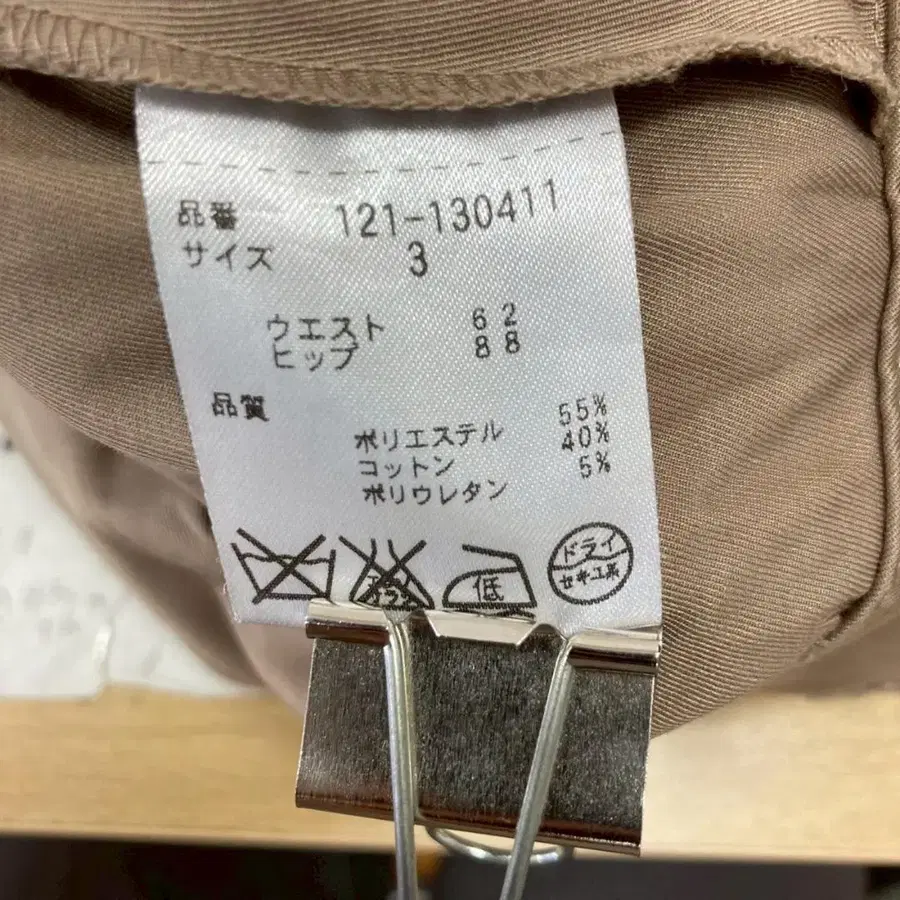 品番 121-130411
サイズ 3
ウエスト 62
ヒップ 88
品質
ポリエステル 55%
コットン 40%
ポリウレタン 5%
低
ドライ
セキユ系